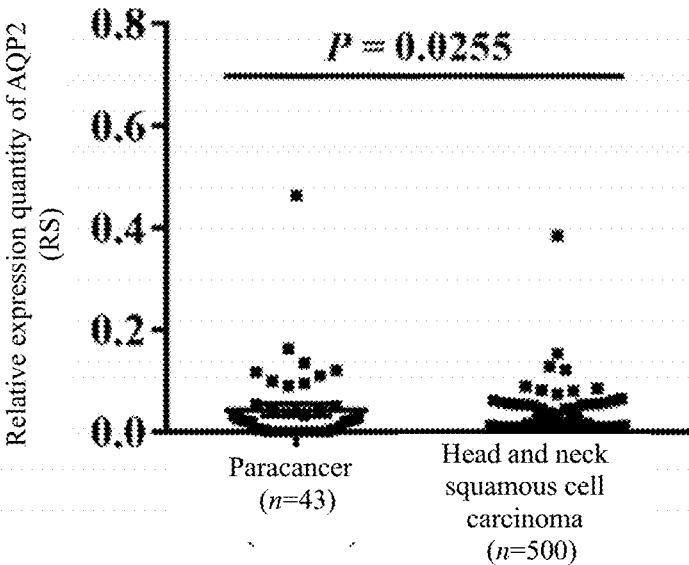 Relative expression quantity of AQP2
(RS)
0.8
0.6
0.4
0.2
0.0
P = 0.0255
Paracancer
(n=43)
Head and neck
squamous cell
carcinoma
(n=500)